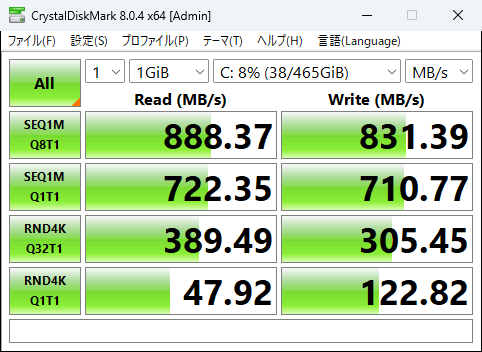 CrystalDiskMark 8.0.4 x64 [Admin]
ファイル(F) 設定(S) プロファイル(P) テーマ(T) ヘルプ(H) 言語(Language)
All 1 1GiB C: 8% (38/465GiB) MB/s
Read (MB/s) Write (MB/s)
SEQ1M
Q8T1 888.37 831.39
SEQ1M
Q1T1 722.35 710.77
RND4K
Q32T1 389.49 305.45
RND4K
Q1T1 47.92 122.82